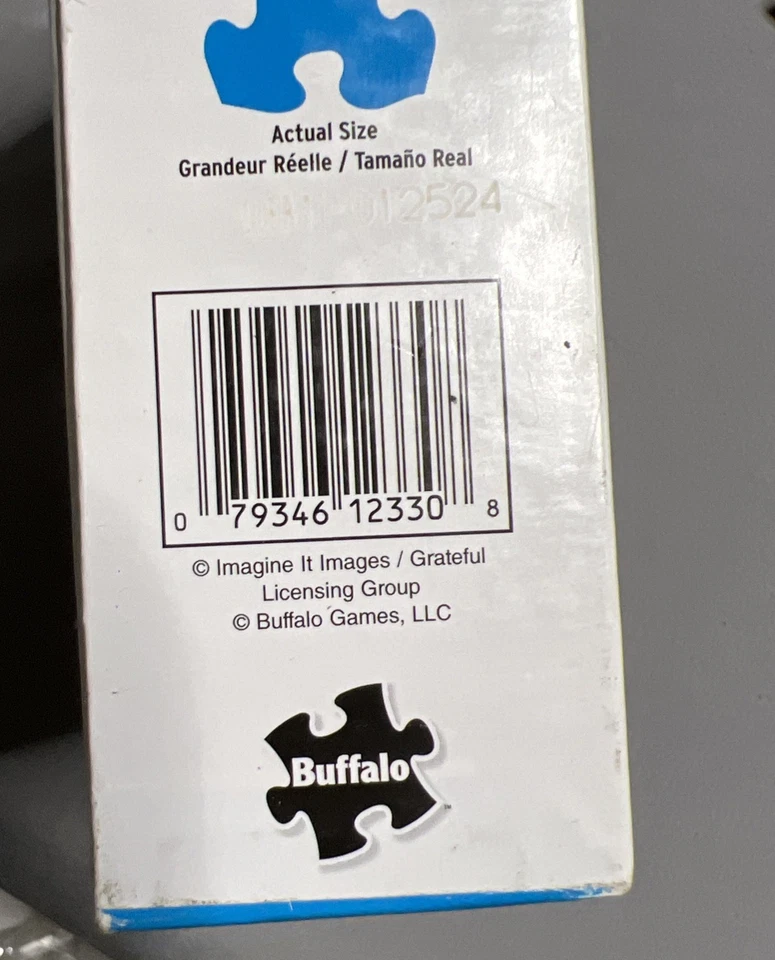 Actual Size
Grandeur Réelle / Tamaño Real
012524
0 79346 12330 8
© Imagine It Images / Grateful
Licensing Group
© Buffalo Games, LLC
Buffalo